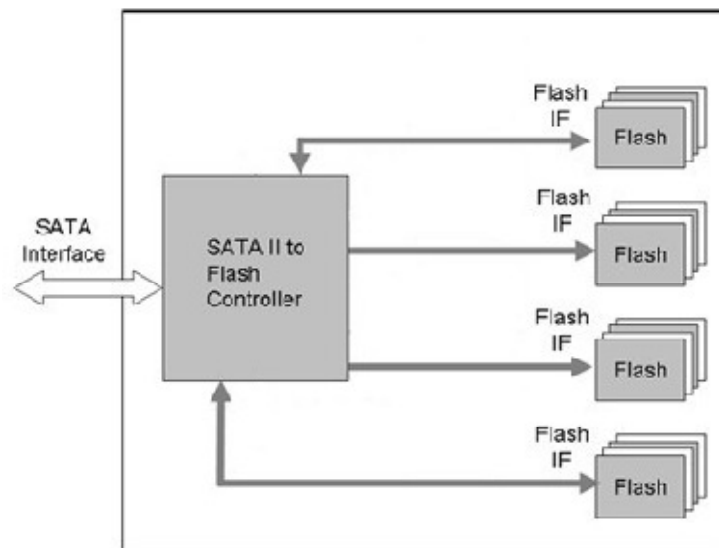 Flash
IF
Flash
SATA
Interface
SATA II to
Flash
Controller
Flash
IF
Flash
Flash
IF
Flash
Flash
IF
Flash